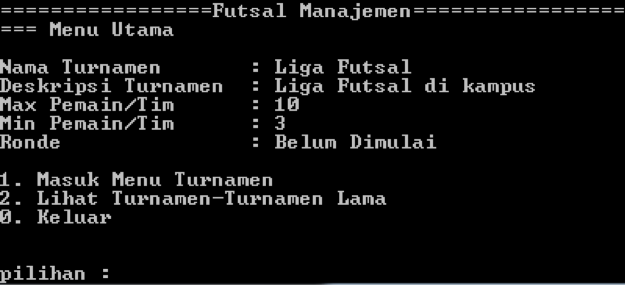 =================Futsal Manajemen=================
=== Menu Utama
Nama Turnamen : Liga Futsal
Deskripsi Turnamen : Liga Futsal di kampus
Max Pemain/Tim : 10
Min Pemain/Tim : 3
Ronde : Belum Dimulai
1. Masuk Menu Turnamen
2. Lihat Turnamen-Turnamen Lama
0. Keluar
pilihan :